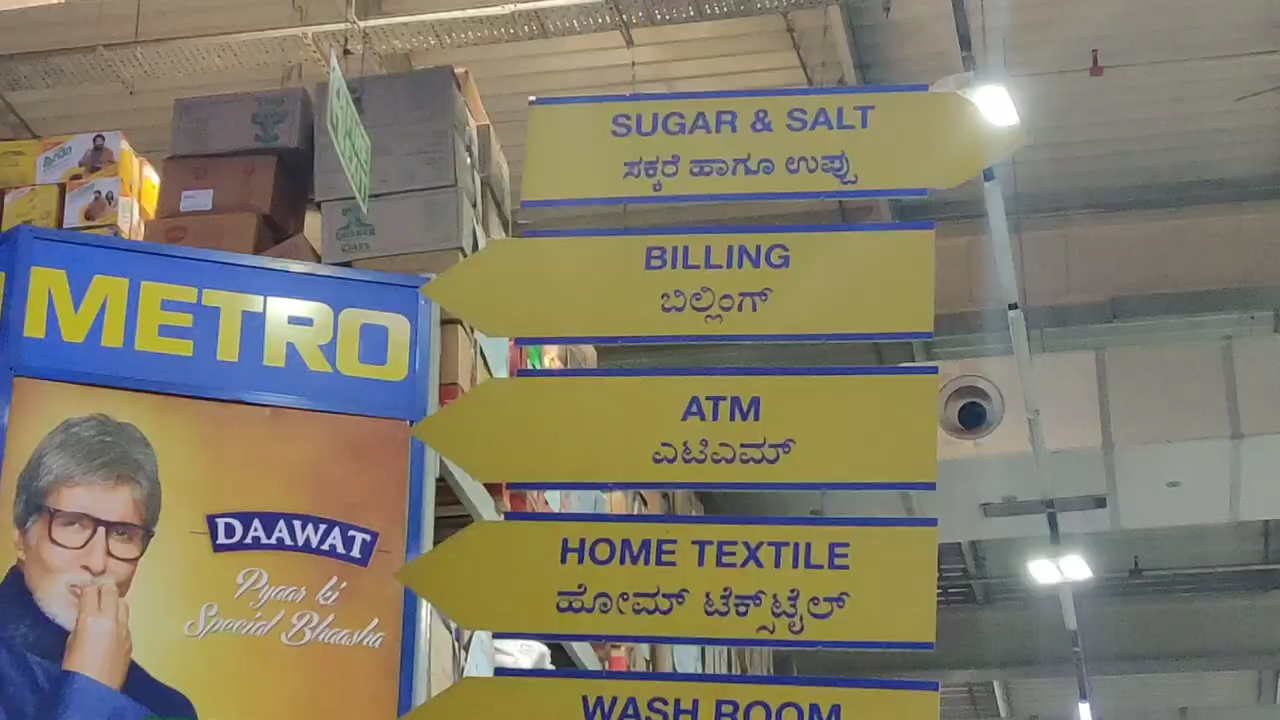 SUGAR & SALT
ಸಕ್ಕರೆ ಹಾಗೂ ಉಪ್ಪು
BILLING
ಬಿಲ್ಲಿಂಗ್
METRO
ATM
ಎಟಿಎಮ್
DAAWAT
Pyaar ki
Special Bhaasha
HOME TEXTILE
ಹೋಮ್ ಟೆಕ್ಸ್‌ಟೈಲ್
WASH ROOM